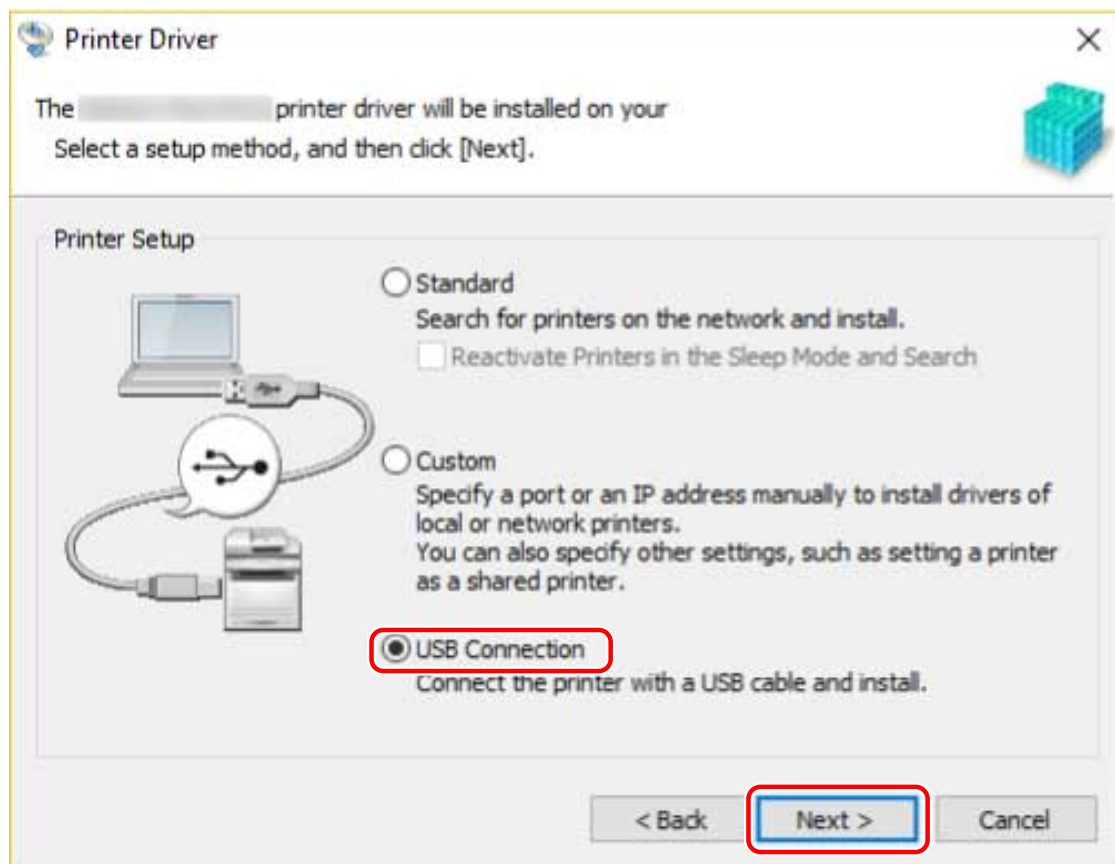 Printer Driver
The printer driver will be installed on your
Select a setup method, and then click [Next].
Printer Setup
Standard
Search for printers on the network and install.
Reactivate Printers in the Sleep Mode and Search
Custom
Specify a port or an IP address manually to install drivers of
local or network printers.
You can also specify other settings, such as setting a printer
as a shared printer.
USB Connection
Connect the printer with a USB cable and install.
< Back
Next >
Cancel